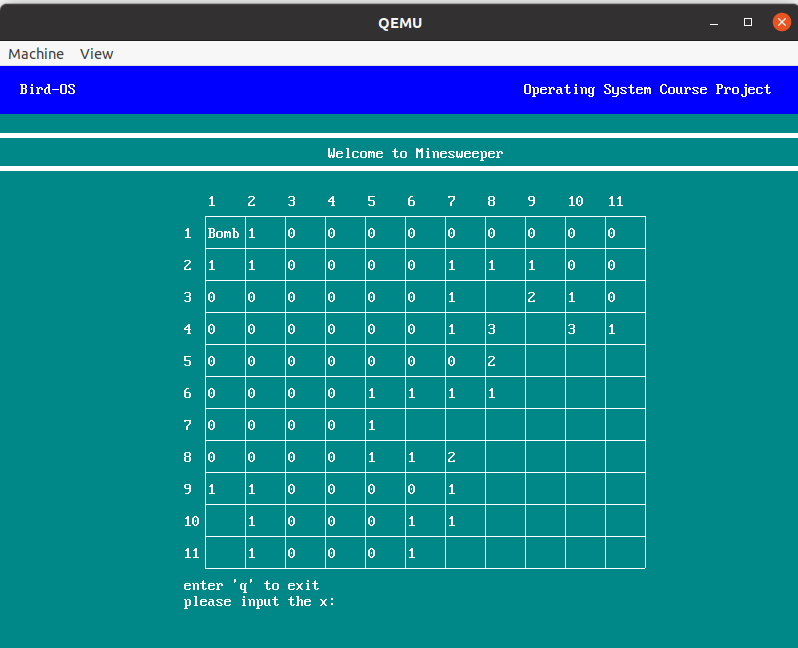 QEMU
Machine View
Bird-OS Operating System Course Project
Welcome to Minesweeper
1 2 3 4 5 6 7 8 9 10 11
1 Bomb 1 0 0 0 0 0 0 0 0 0
2 1 1 0 0 0 0 1 1 1 0 0
3 0 0 0 0 0 0 1 2 1 0
4 0 0 0 0 0 0 1 3 3 1
5 0 0 0 0 0 0 0 2
6 0 0 0 0 1 1 1 1
7 0 0 0 0 1
8 0 0 0 0 1 1 2
9 1 1 0 0 0 0 1
10 1 0 0 0 1 1
11 1 0 0 0 1
enter 'q' to exit
please input the x: